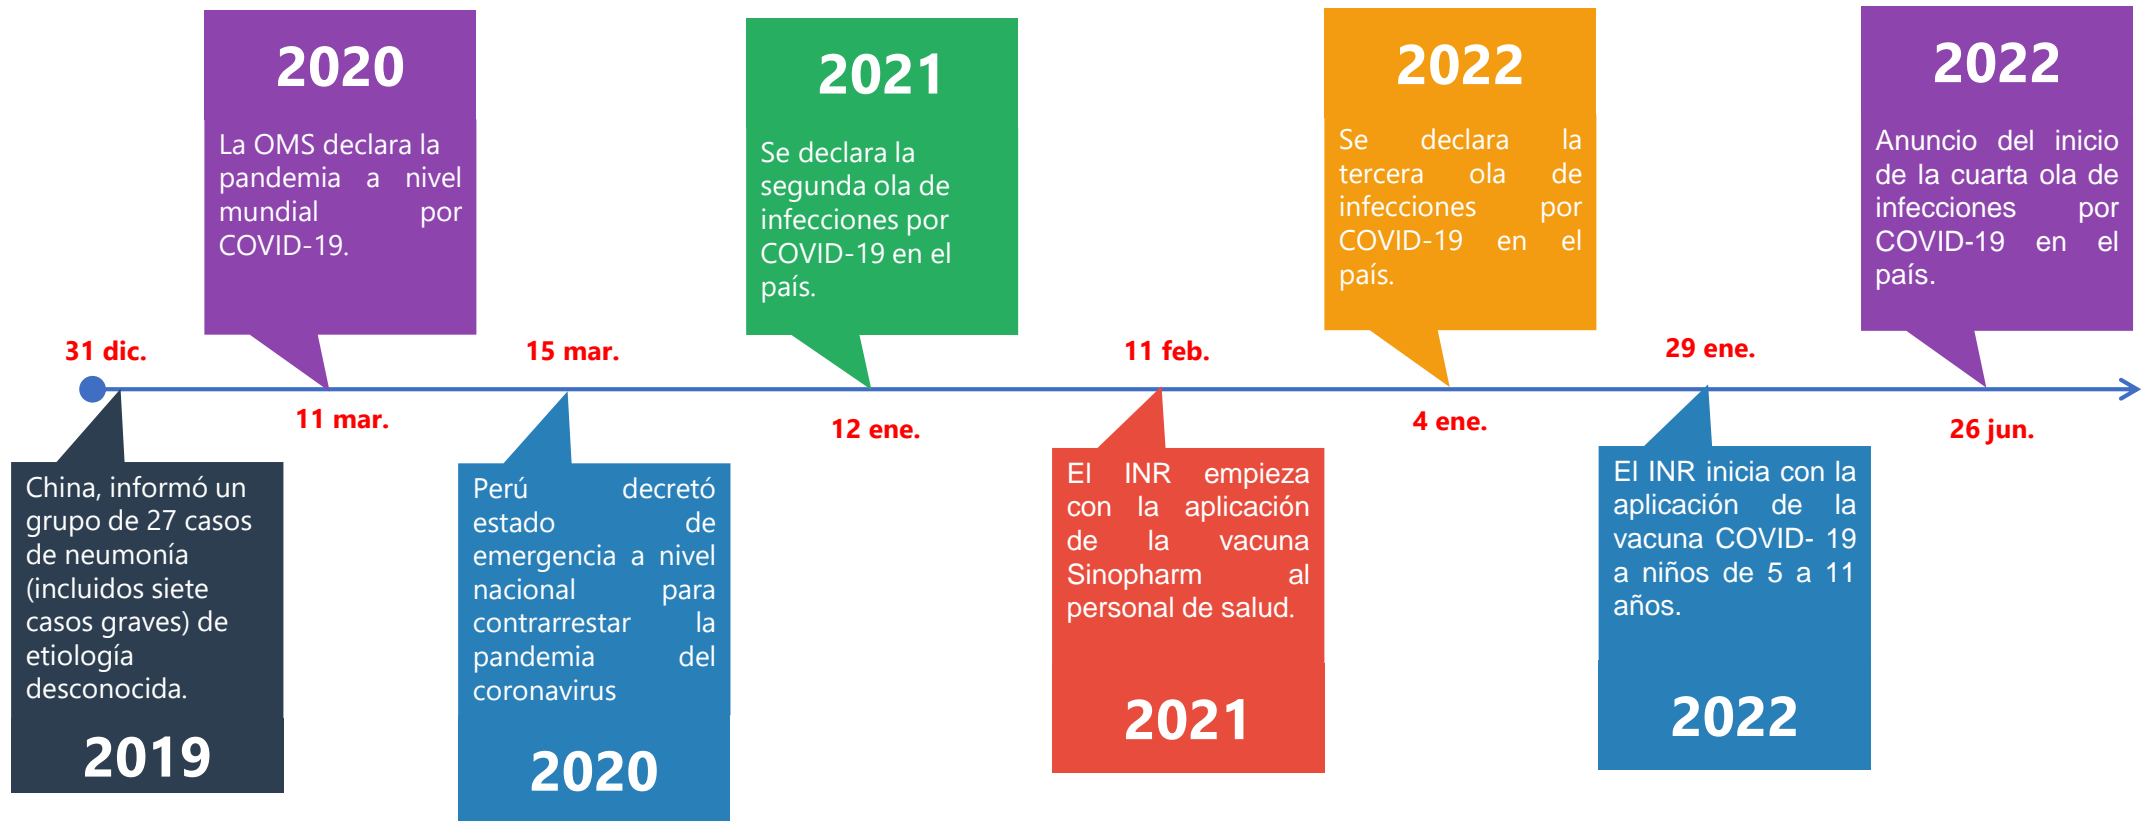 31 dic.
China, informó un
grupo de 27 casos
de neumonía
(incluidos siete
casos graves) de
etiología
desconocida.
2019
2020
La OMS declara la
pandemia a nivel
mundial por
COVID-19.
11 mar.
15 mar.
Perú decretó
estado de
emergencia a nivel
nacional para
contrarrestar la
pandemia del
coronavirus
2020
2021
Se declara la
segunda ola de
infecciones por
COVID-19 en el
país.
12 ene.
11 feb.
El INR empieza
con la aplicación
de la vacuna
Sinopharm al
personal de salud.
2021
2022
Se declara la
tercera ola de
infecciones por
COVID-19 en el
país.
4 ene.
29 ene.
El INR inicia con la
aplicación de la
vacuna COVID- 19
a niños de 5 a 11
años.
2022
2022
Anuncio del inicio
de la cuarta ola de
infecciones por
COVID-19 en el
país.
26 jun.